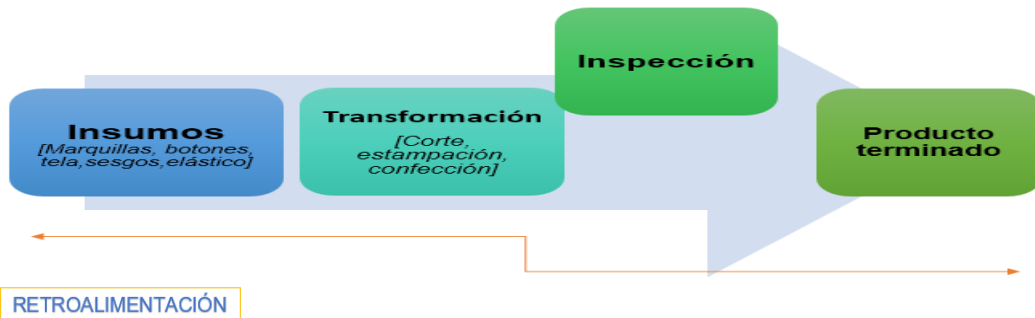 Insumos
[Marquillas, botones,
tela,sesgos,elástico]
Transformación
[Corte,
estampación,
confección]
Inspección
Producto
terminado
RETROALIMENTACIÓN